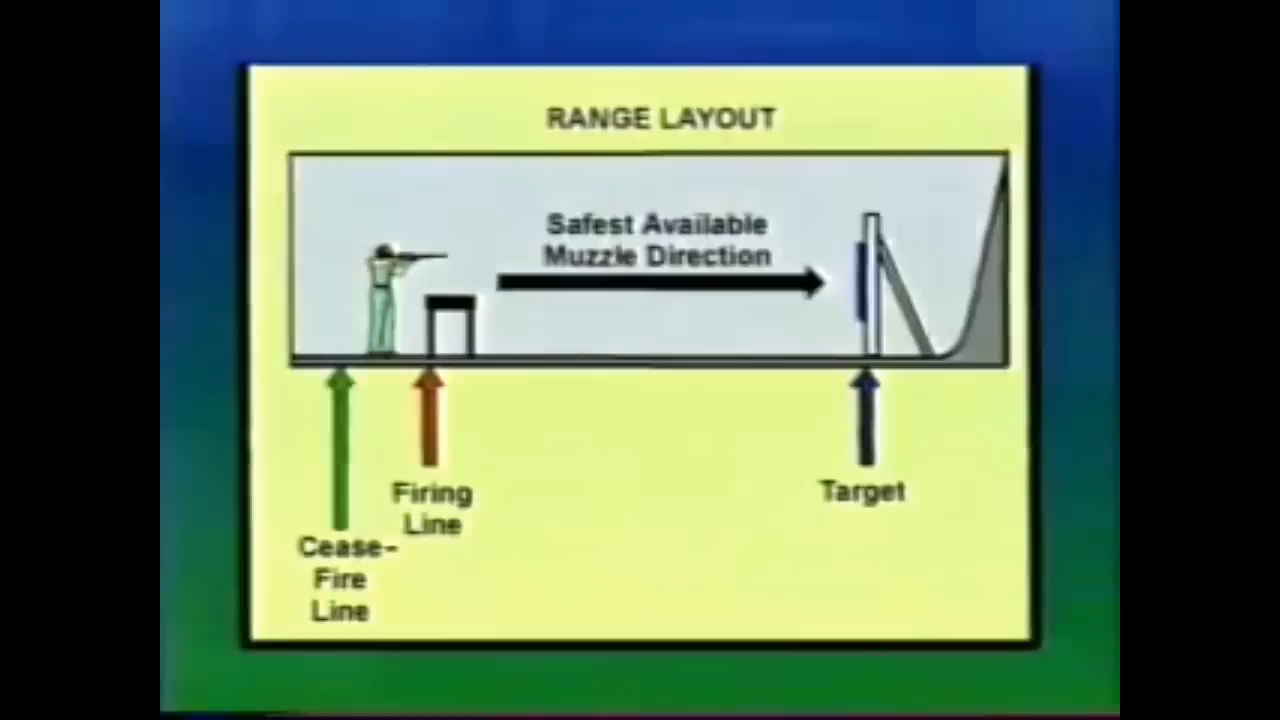 RANGE LAYOUT
Safest Available
Muzzle Direction
Firing
Line
Target
Cease-
Fire
Line